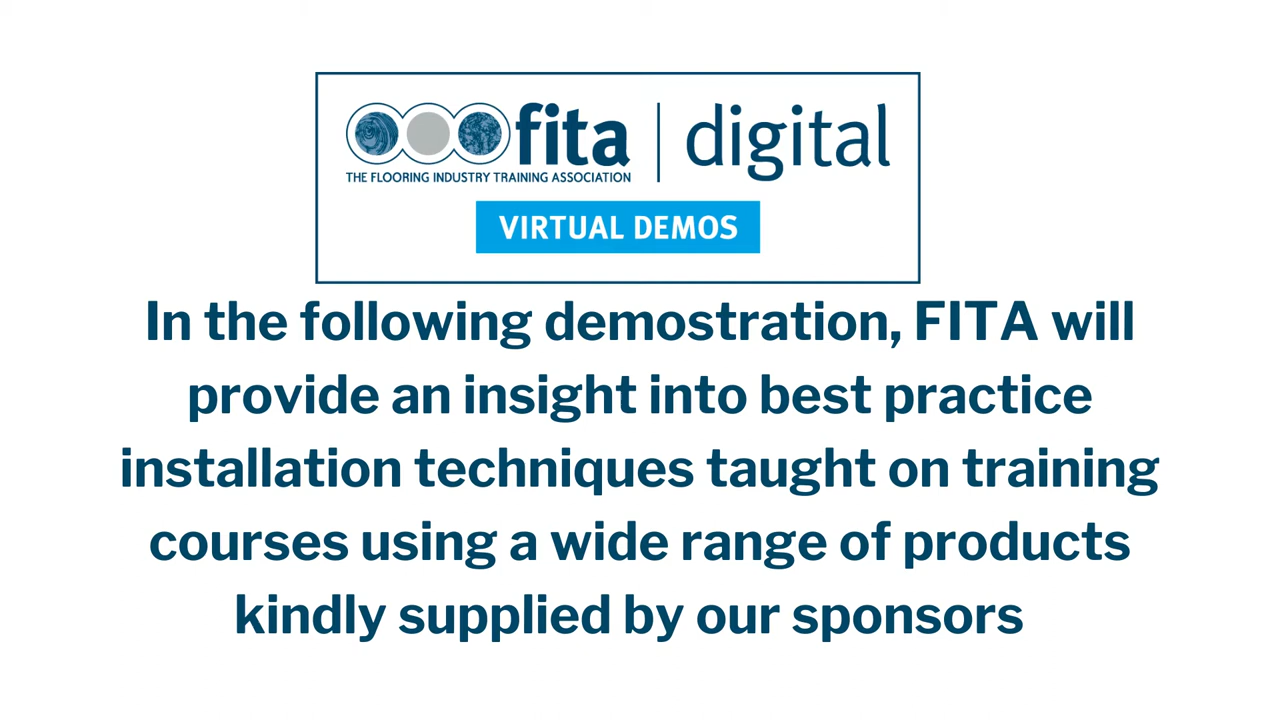 fita | digital
THE FLOORING INDUSTRY TRAINING ASSOCIATION
VIRTUAL DEMOS
In the following demostration, FITA will
provide an insight into best practice
installation techniques taught on training
courses using a wide range of products
kindly supplied by our sponsors